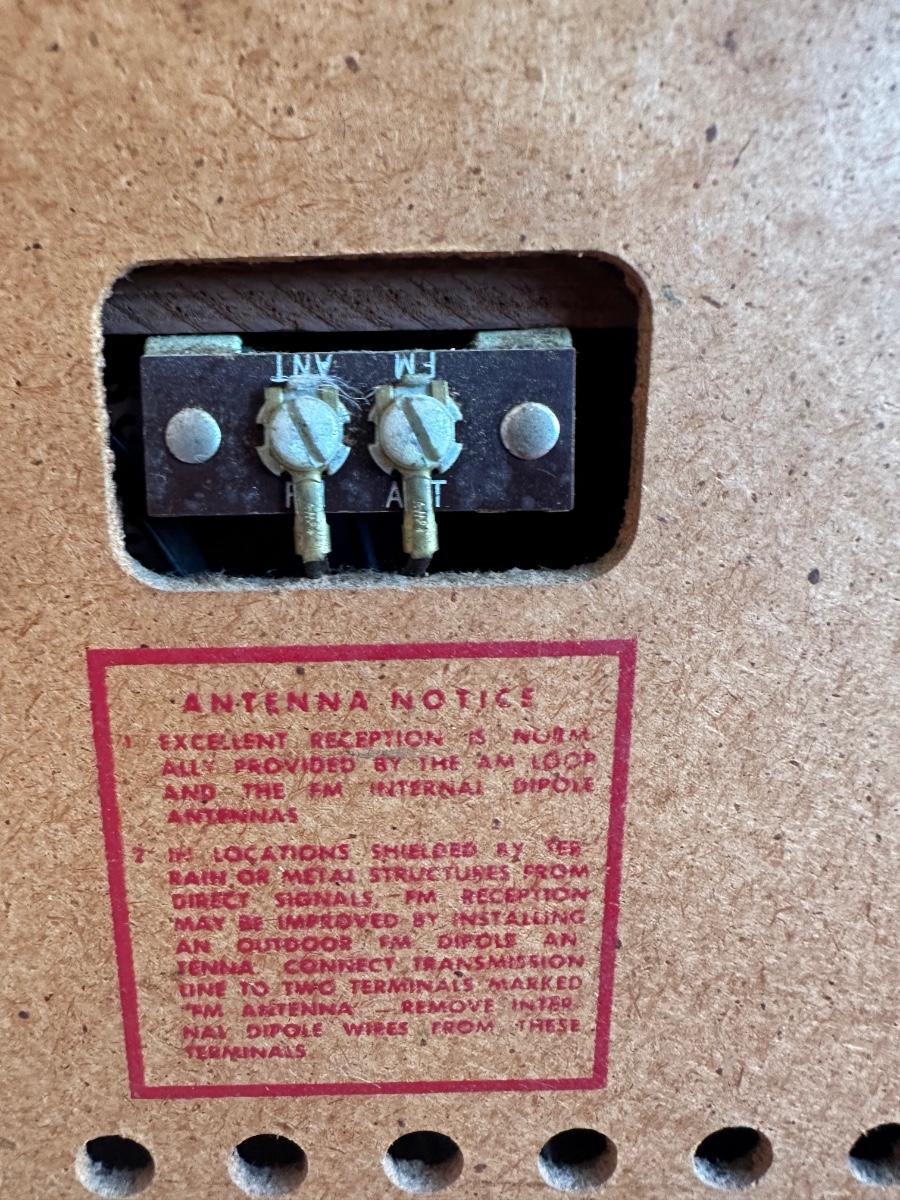 ANT FM
ANT
ANTENNA NOTICE
1 EXCELLENT RECEPTION IS NORM-
ALLY PROVIDED BY THE AM LOOP
AND THE FM INTERNAL DIPOLE
ANTENNAS
2 IN LOCATIONS SHIELDED BY TER-
RAIN OR METAL STRUCTURES FROM
DIRECT SIGNALS, FM RECEPTION
MAY BE IMPROVED BY INSTALLING
AN OUTDOOR FM DIPOLE AN-
TENNA CONNECT TRANSMISSION
LINE TO TWO TERMINALS MARKED
"FM ANTENNA" — REMOVE INTER-
NAL DIPOLE WIRES FROM THESE
TERMINALS